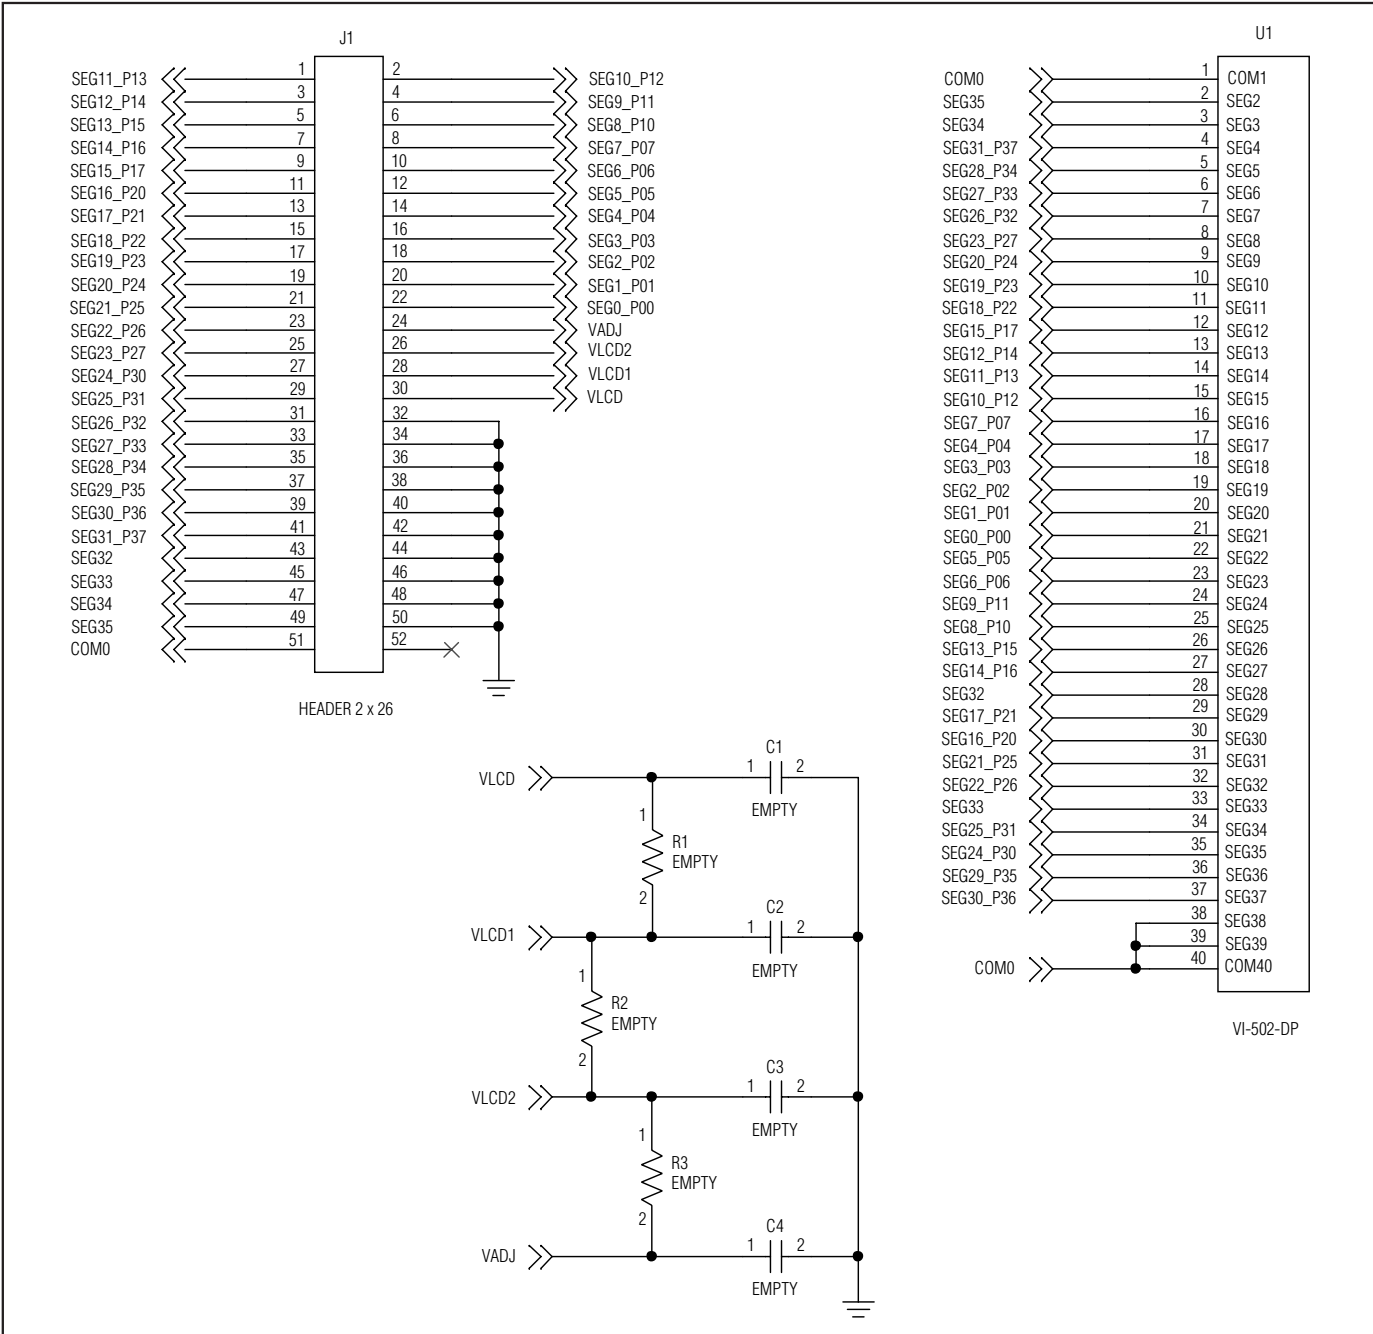 J1
SEG11_P13 1 2 SEG10_P12
SEG12_P14 3 4 SEG9_P11
SEG13_P15 5 6 SEG8_P10
SEG14_P16 7 8 SEG7_P07
SEG15_P17 9 10 SEG6_P06
SEG16_P20 11 12 SEG5_P05
SEG17_P21 13 14 SEG4_P04
SEG18_P22 15 16 SEG3_P03
SEG19_P23 17 18 SEG2_P02
SEG20_P24 19 20 SEG1_P01
SEG21_P25 21 22 SEG0_P00
SEG22_P26 23 24 VADJ
SEG23_P27 25 26 VLCD2
SEG24_P30 27 28 VLCD1
SEG25_P31 29 30 VLCD
SEG26_P32 31 32
SEG27_P33 33 34
SEG28_P34 35 36
SEG29_P35 37 38
SEG30_P36 39 40
SEG31_P37 41 42
SEG32 43 44
SEG33 45 46
SEG34 47 48
SEG35 49 50
COM0 51 52
HEADER 2 x 26
U1
COM0 1 COM1
SEG35 2 SEG2
SEG34 3 SEG3
SEG31_P37 4 SEG4
SEG28_P34 5 SEG5
SEG27_P33 6 SEG6
SEG26_P32 7 SEG7
SEG23_P27 8 SEG8
SEG20_P24 9 SEG9
SEG19_P23 10 SEG10
SEG18_P22 11 SEG11
SEG15_P17 12 SEG12
SEG12_P14 13 SEG13
SEG11_P13 14 SEG14
SEG10_P12 15 SEG15
SEG7_P07 16 SEG16
SEG4_P04 17 SEG17
SEG3_P03 18 SEG18
SEG2_P02 19 SEG19
SEG1_P01 20 SEG20
SEG0_P00 21 SEG21
SEG5_P05 22 SEG22
SEG6_P06 23 SEG23
SEG9_P11 24 SEG24
SEG8_P10 25 SEG25
SEG13_P15 26 SEG26
SEG14_P16 27 SEG27
SEG32 28 SEG28
SEG17_P21 29 SEG29
SEG16_P20 30 SEG30
SEG21_P25 31 SEG31
SEG22_P26 32 SEG32
SEG33 33 SEG33
SEG25_P31 34 SEG34
SEG24_P30 35 SEG35
SEG29_P35 36 SEG36
SEG30_P36 37 SEG37
38 SEG38
39 SEG39
COM0 40 COM40
VI-502-DP
C1
VLCD 1 2
EMPTY
1
R1
EMPTY
2
C2
VLCD1 1 2
EMPTY
1
R2
EMPTY
2
C3
VLCD2 1 2
EMPTY
1
R3
EMPTY
2
C4
VADJ 1 2
EMPTY